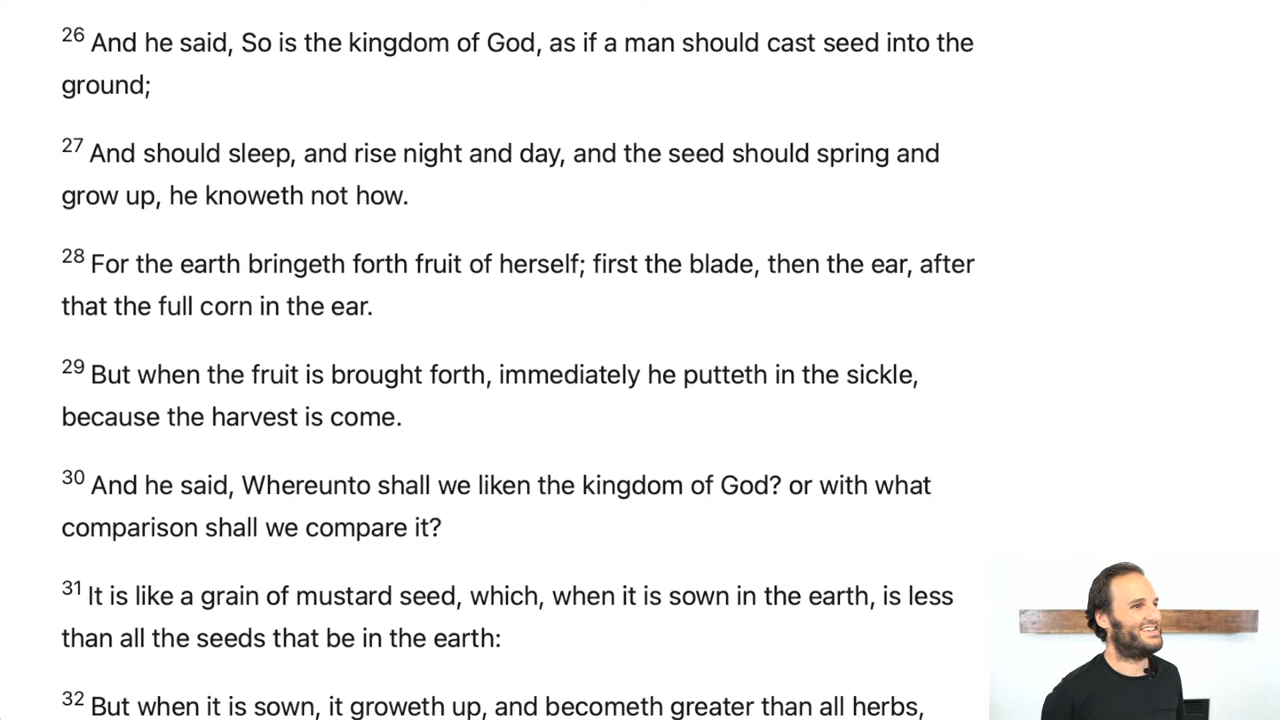 26 And he said, So is the kingdom of God, as if a man should cast seed into the
ground;
27 And should sleep, and rise night and day, and the seed should spring and
grow up, he knoweth not how.
28 For the earth bringeth forth fruit of herself; first the blade, then the ear, after
that the full corn in the ear.
29 But when the fruit is brought forth, immediately he putteth in the sickle,
because the harvest is come.
30 And he said, Whereunto shall we liken the kingdom of God? or with what
comparison shall we compare it?
31 It is like a grain of mustard seed, which, when it is sown in the earth, is less
than all the seeds that be in the earth:
32 But when it is sown, it groweth up, and becometh greater than all herbs,